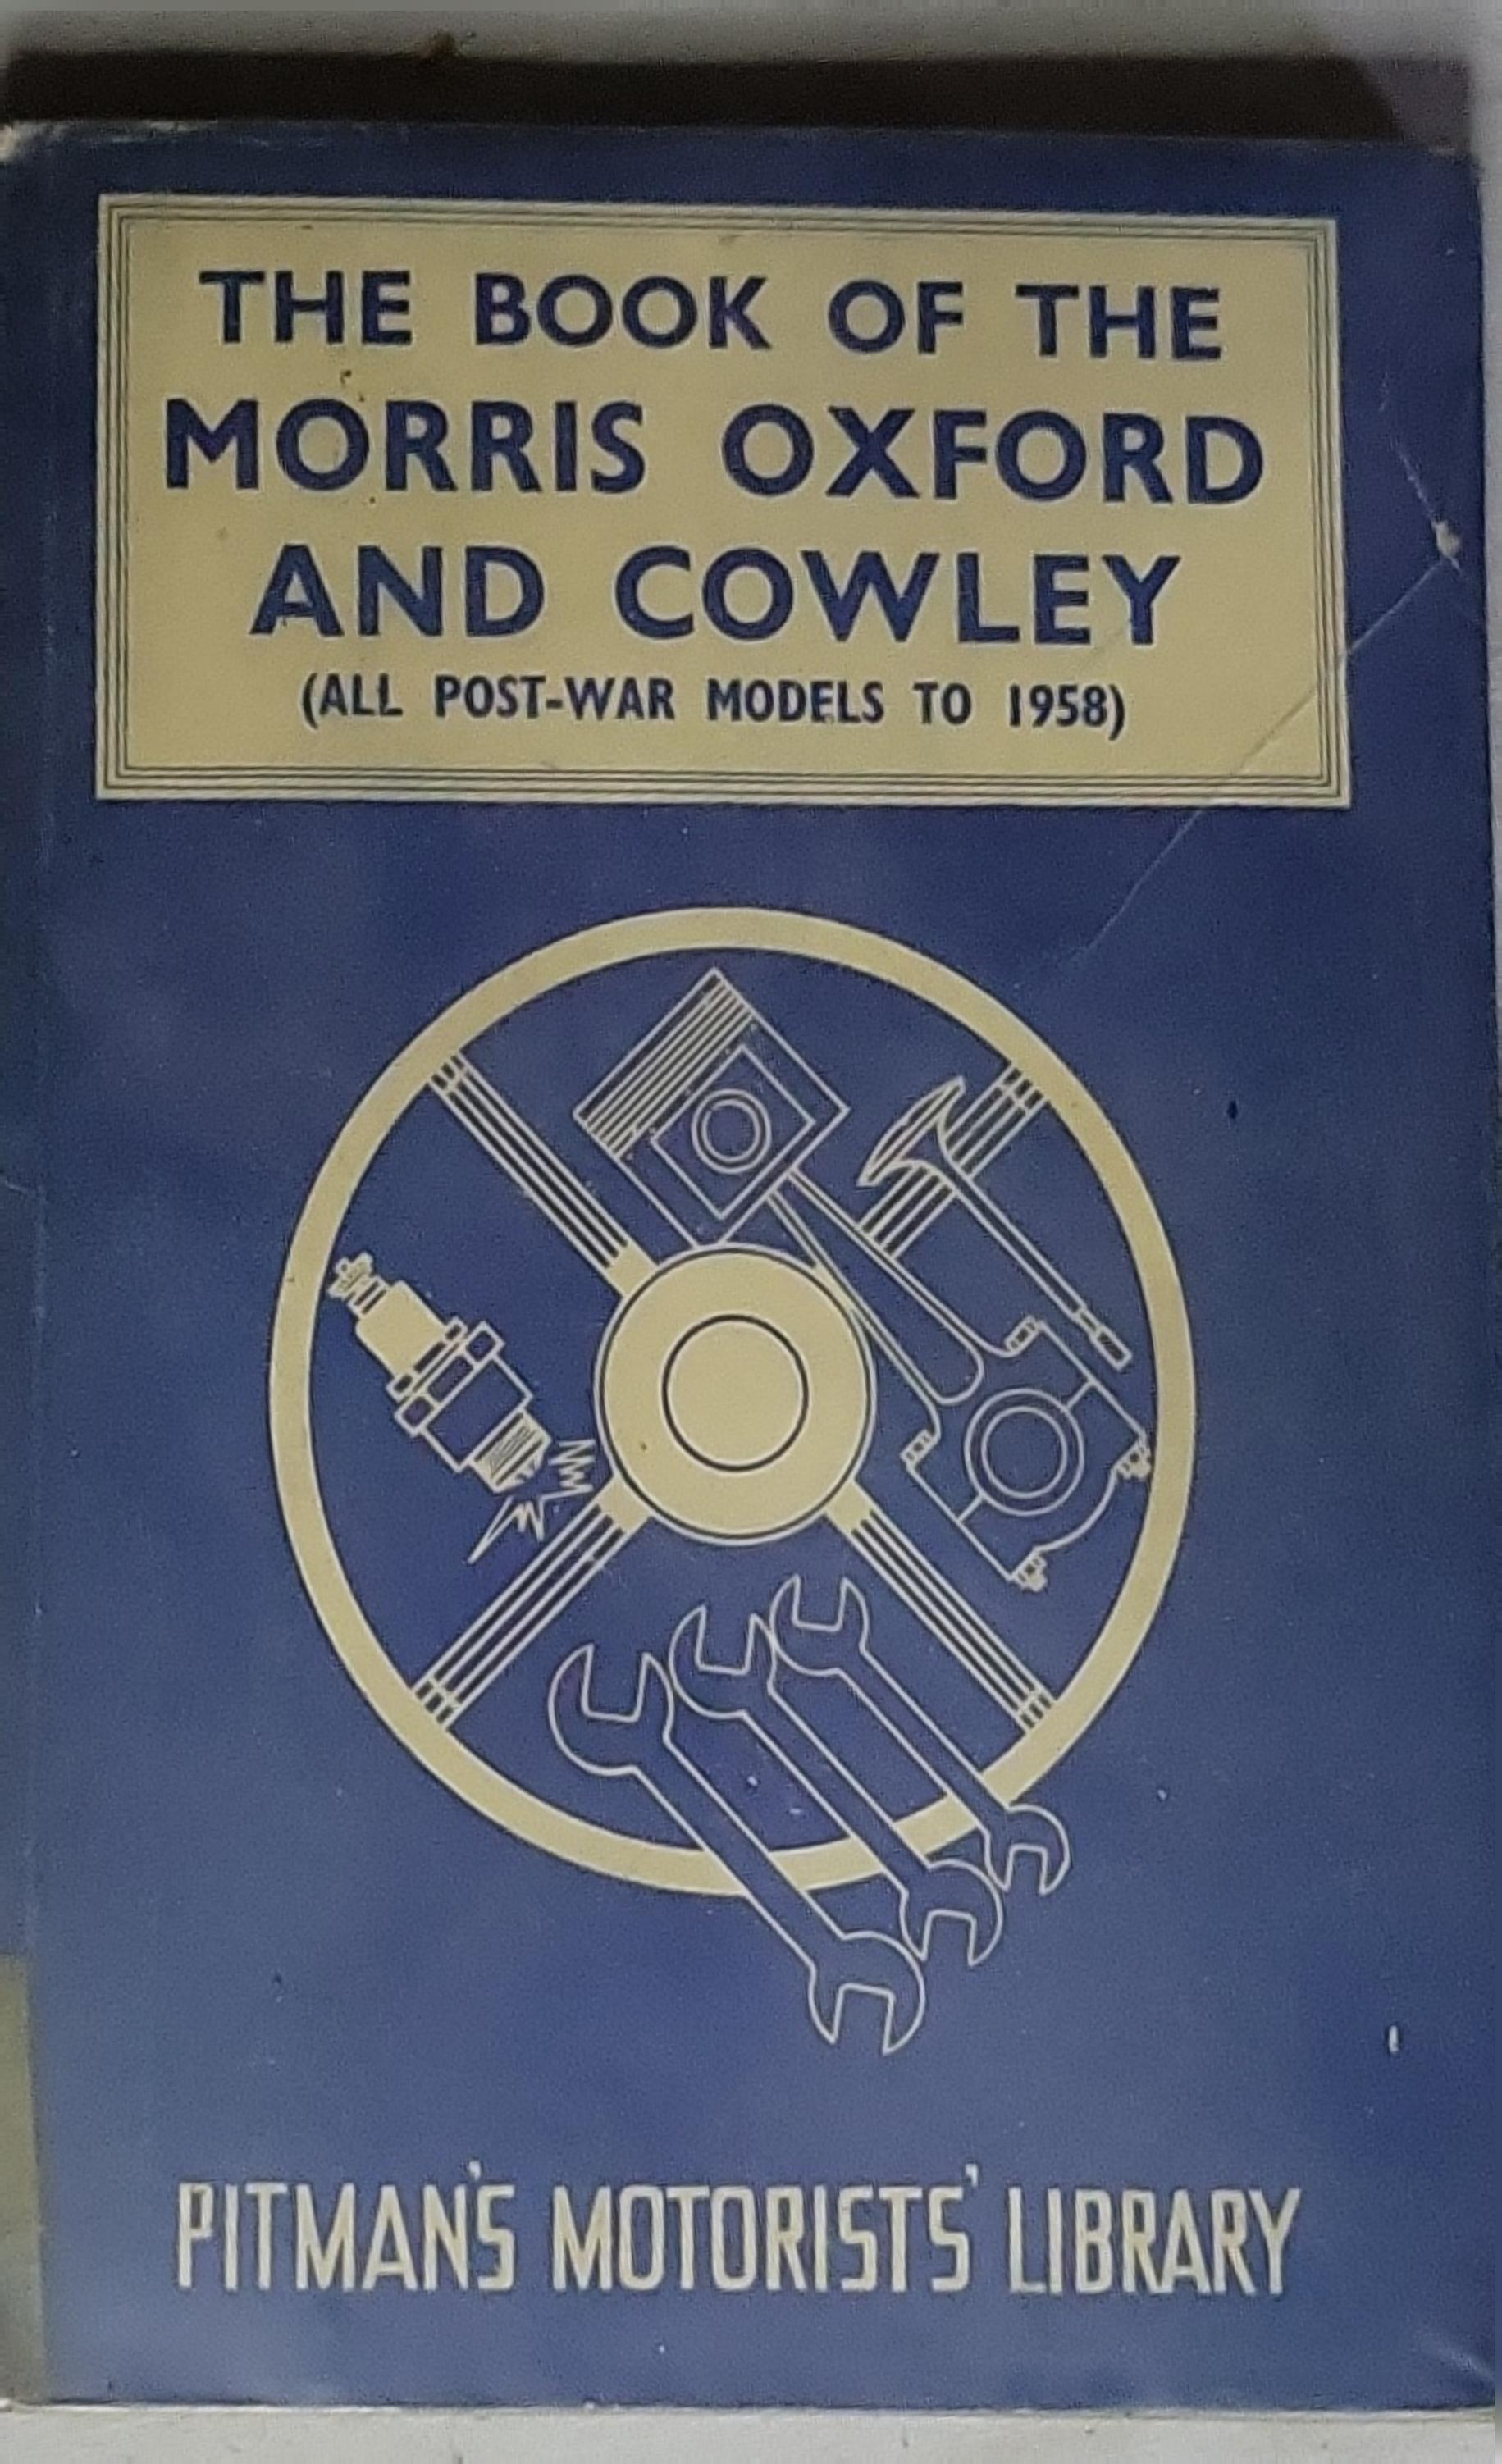 THE BOOK OF THE
MORRIS OXFORD
AND COWLEY
(ALL POST-WAR MODELS TO 1958)
PITMAN'S MOTORISTS' LIBRARY